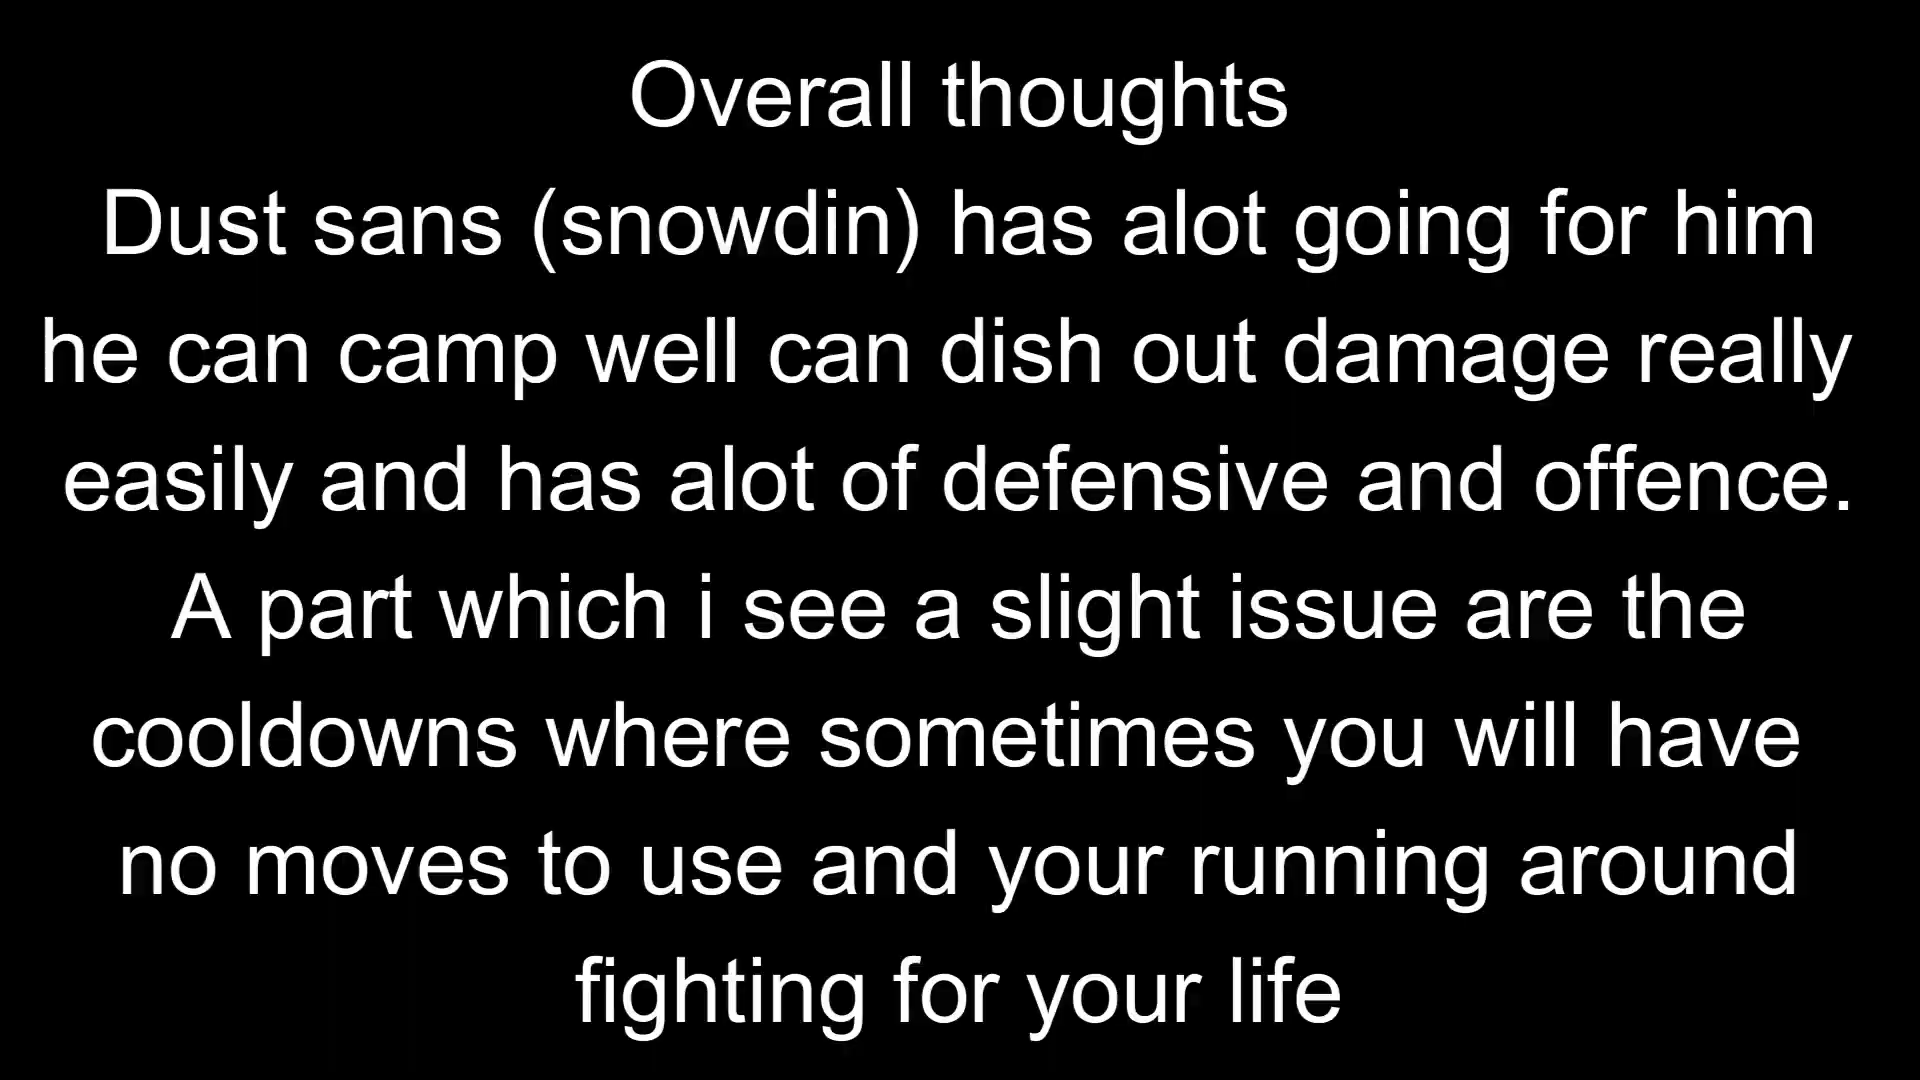 Overall thoughts
Dust sans (snowdin) has alot going for him
he can camp well can dish out damage really
easily and has alot of defensive and offence.
A part which i see a slight issue are the
cooldowns where sometimes you will have
no moves to use and your running around
fighting for your life